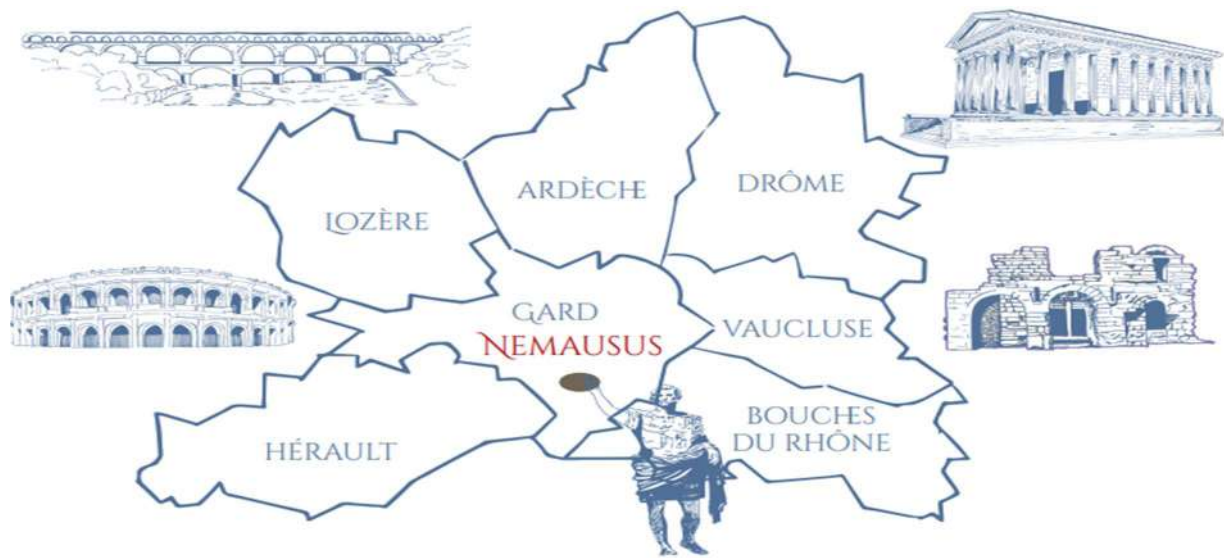 ARDÈCHE
DRÔME
LOZÈRE
GARD
NEMAUSUS
VAUCLUSE
HÉRAULT
BOUCHES
DU RHÔNE